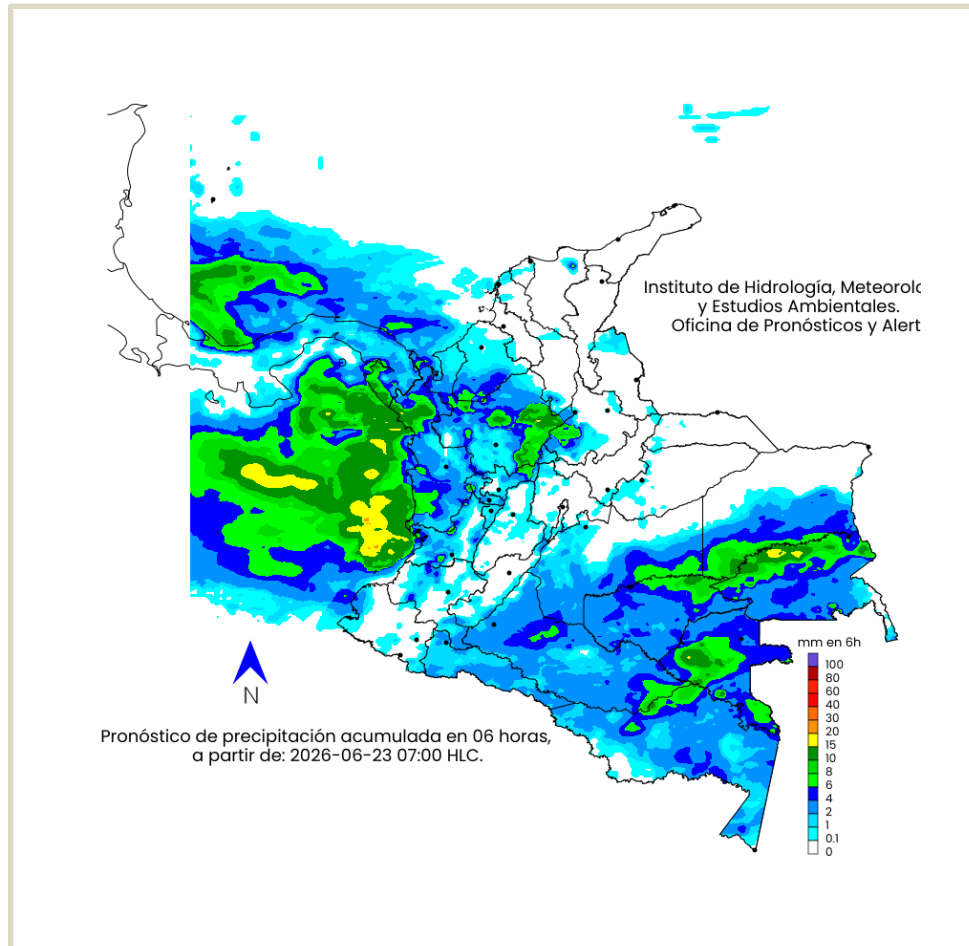 Instituto de Hidrología, Meteorolo
y Estudios Ambientales.
Oficina de Pronósticos y Alert
mm en 6h
100
80
60
40
30
20
15
10
8
6
4
2
1
0.1
0
N
Pronóstico de precipitación acumulada en 06 horas,
a partir de: 2026-06-23 07:00 HLC.